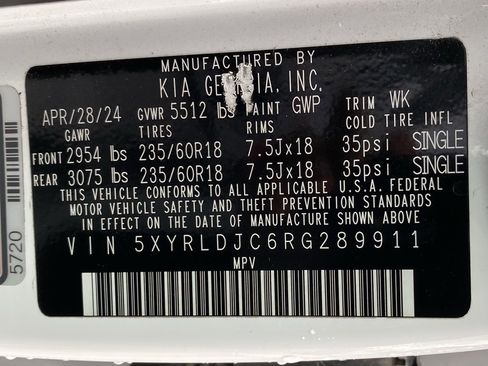 MANUFACTURED BY
KIA GEORGIA, INC.
APR/28/24 GVWR 5512 lbs PAINT GWP TRIM WK
GAWR TIRES RIMS COLD TIRE INFL
FRONT 2954 lbs 235/60R18 7.5Jx18 35psi SINGLE
REAR 3075 lbs 235/60R18 7.5Jx18 35psi SINGLE
THIS VEHICLE CONFORMS TO ALL APPLICABLE U.S.A. FEDERAL
MOTOR VEHICLE SAFETY AND THEFT PREVENTION STANDARDS
IN EFFECT ON THE DATE OF MANUFACTURE SHOWN ABOVE
VIN 5XYRLDJC6RG289911
MPV
5720